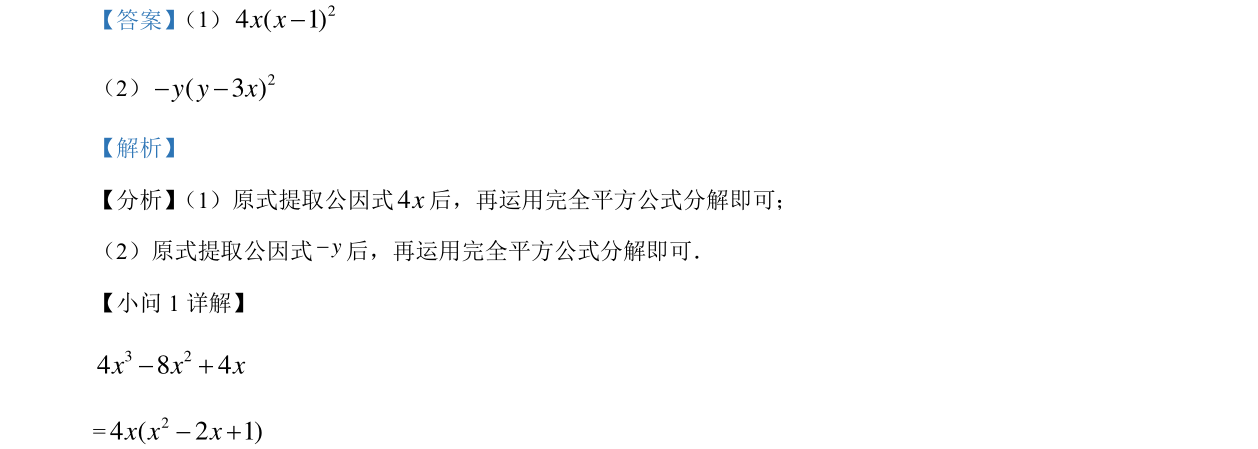 【答案】（1）4x(x−1)²
（2）−y(y−3x)²
【解析】
【分析】（1）原式提取公因式4x后，再运用完全平方公式分解即可；
（2）原式提取公因式−y后，再运用完全平方公式分解即可．
【小问1详解】
4x³−8x²+4x
=4x(x²−2x+1)